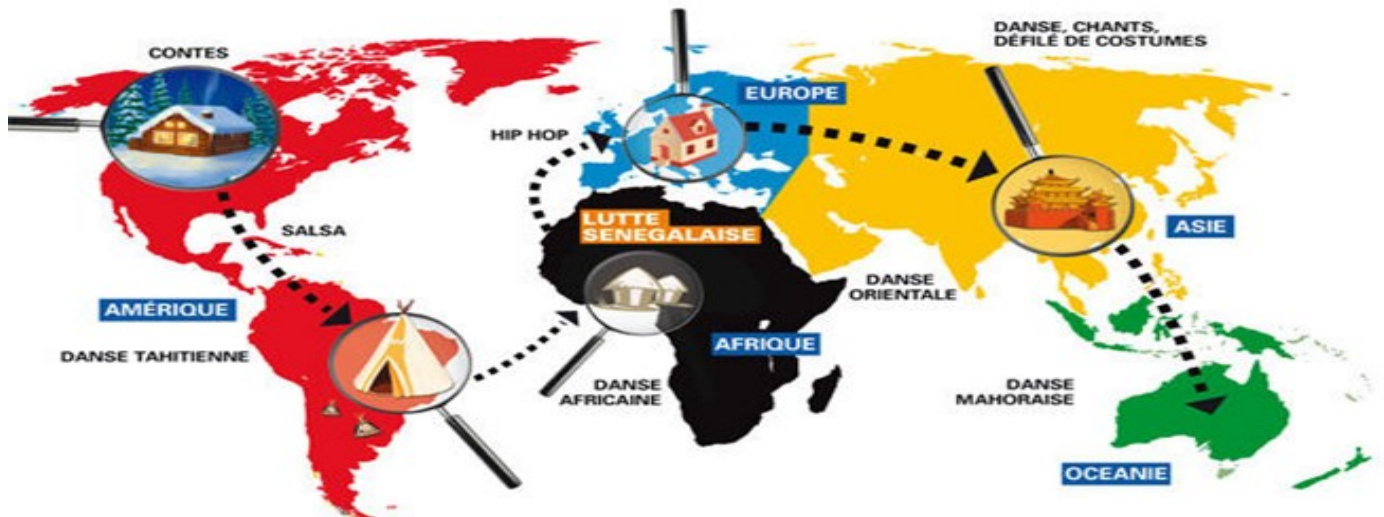 CONTES
DANSE, CHANTS,
DÉFILÉ DE COSTUMES
EUROPE
HIP HOP
SALSA
LUTTE
SENEGALAISE
ASIE
DANSE
ORIENTALE
AMÉRIQUE
DANSE TAHITIENNE
AFRIQUE
DANSE
AFRICAINE
DANSE
MAHORAISE
OCEANIE